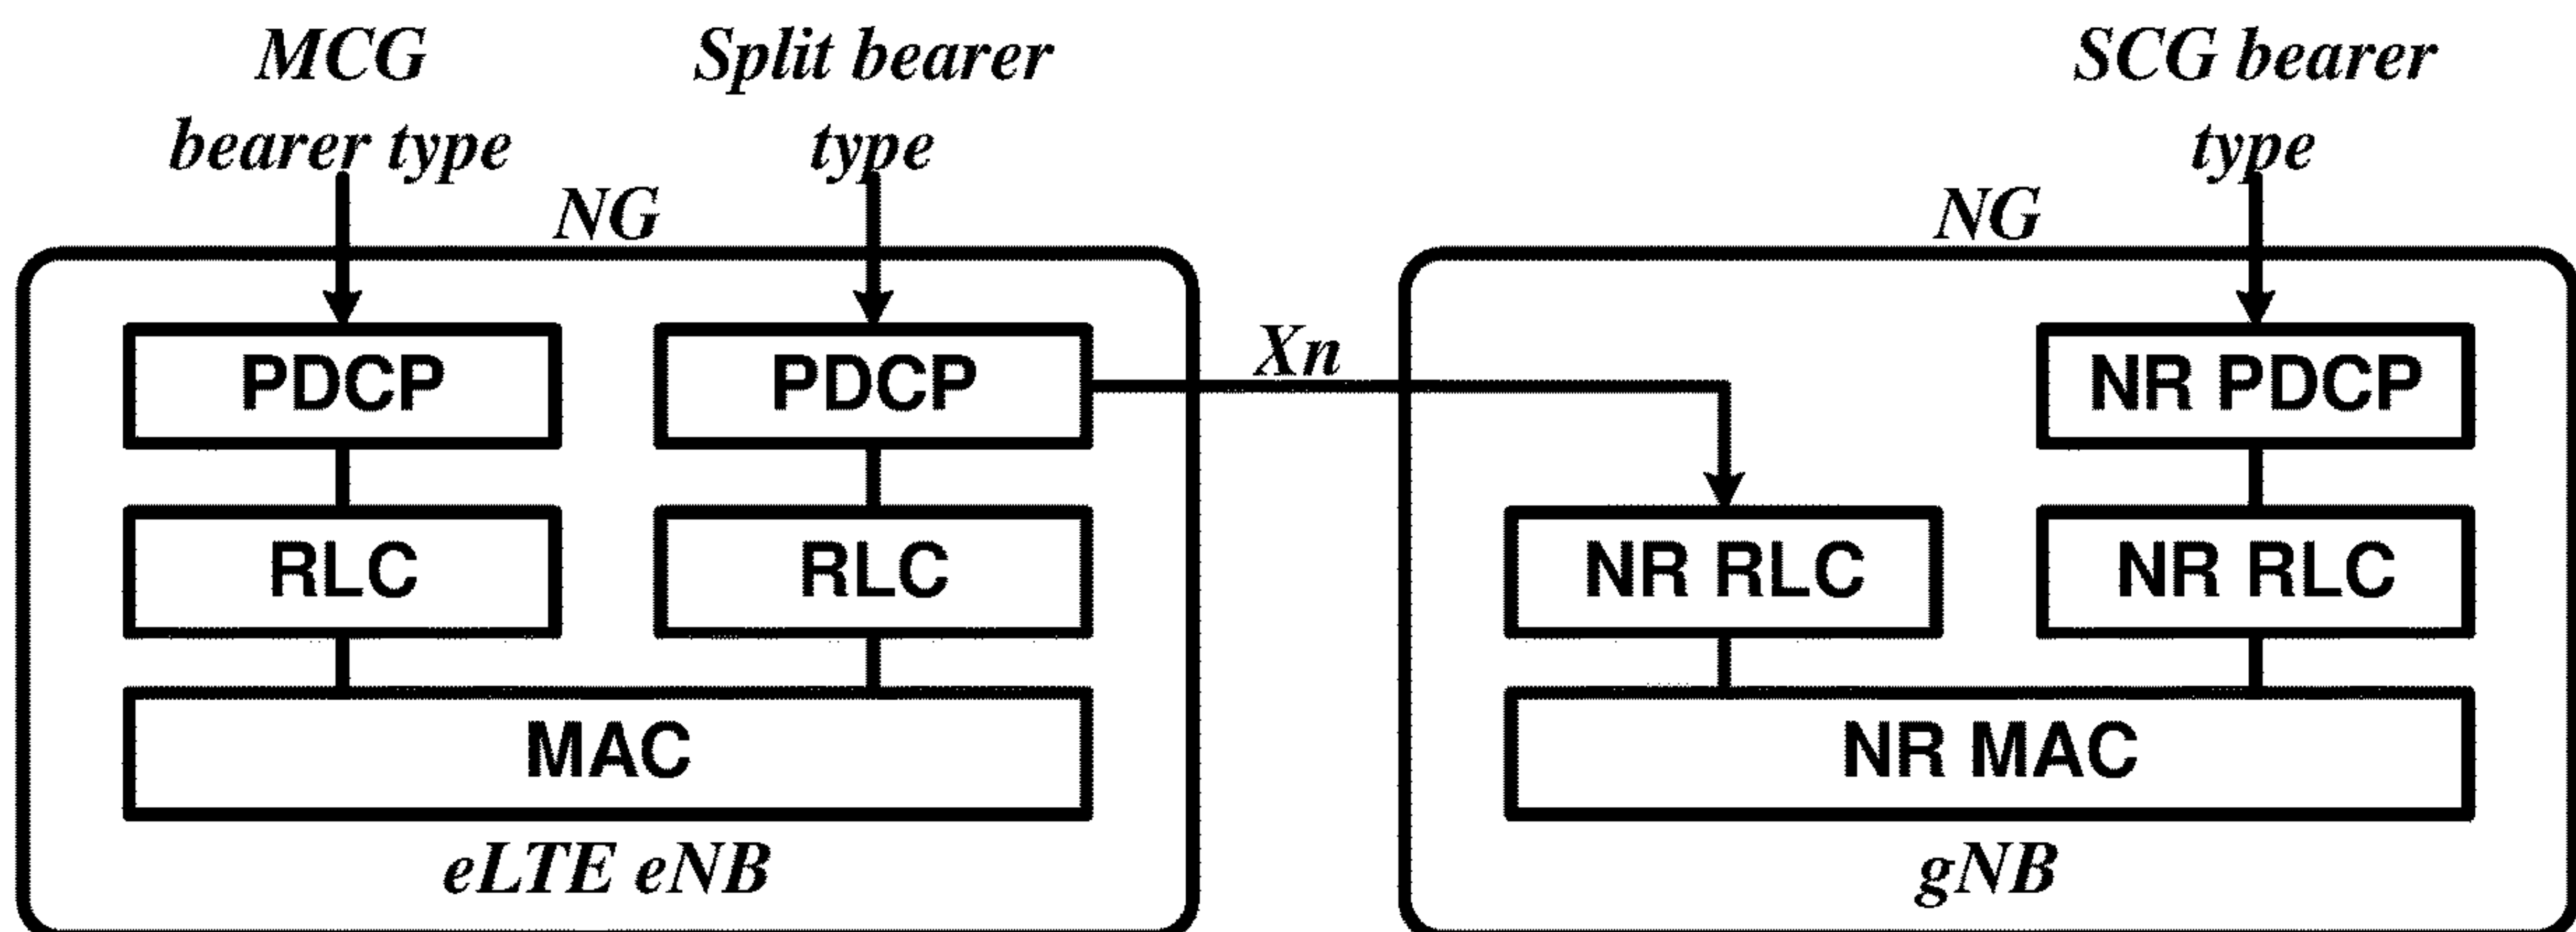 MCG
bearer type
Split bearer
type
SCG bearer
type
NG
NG
Xn
PDCP
PDCP
NR PDCP
RLC
RLC
NR RLC
NR RLC
MAC
NR MAC
eLTE eNB
gNB